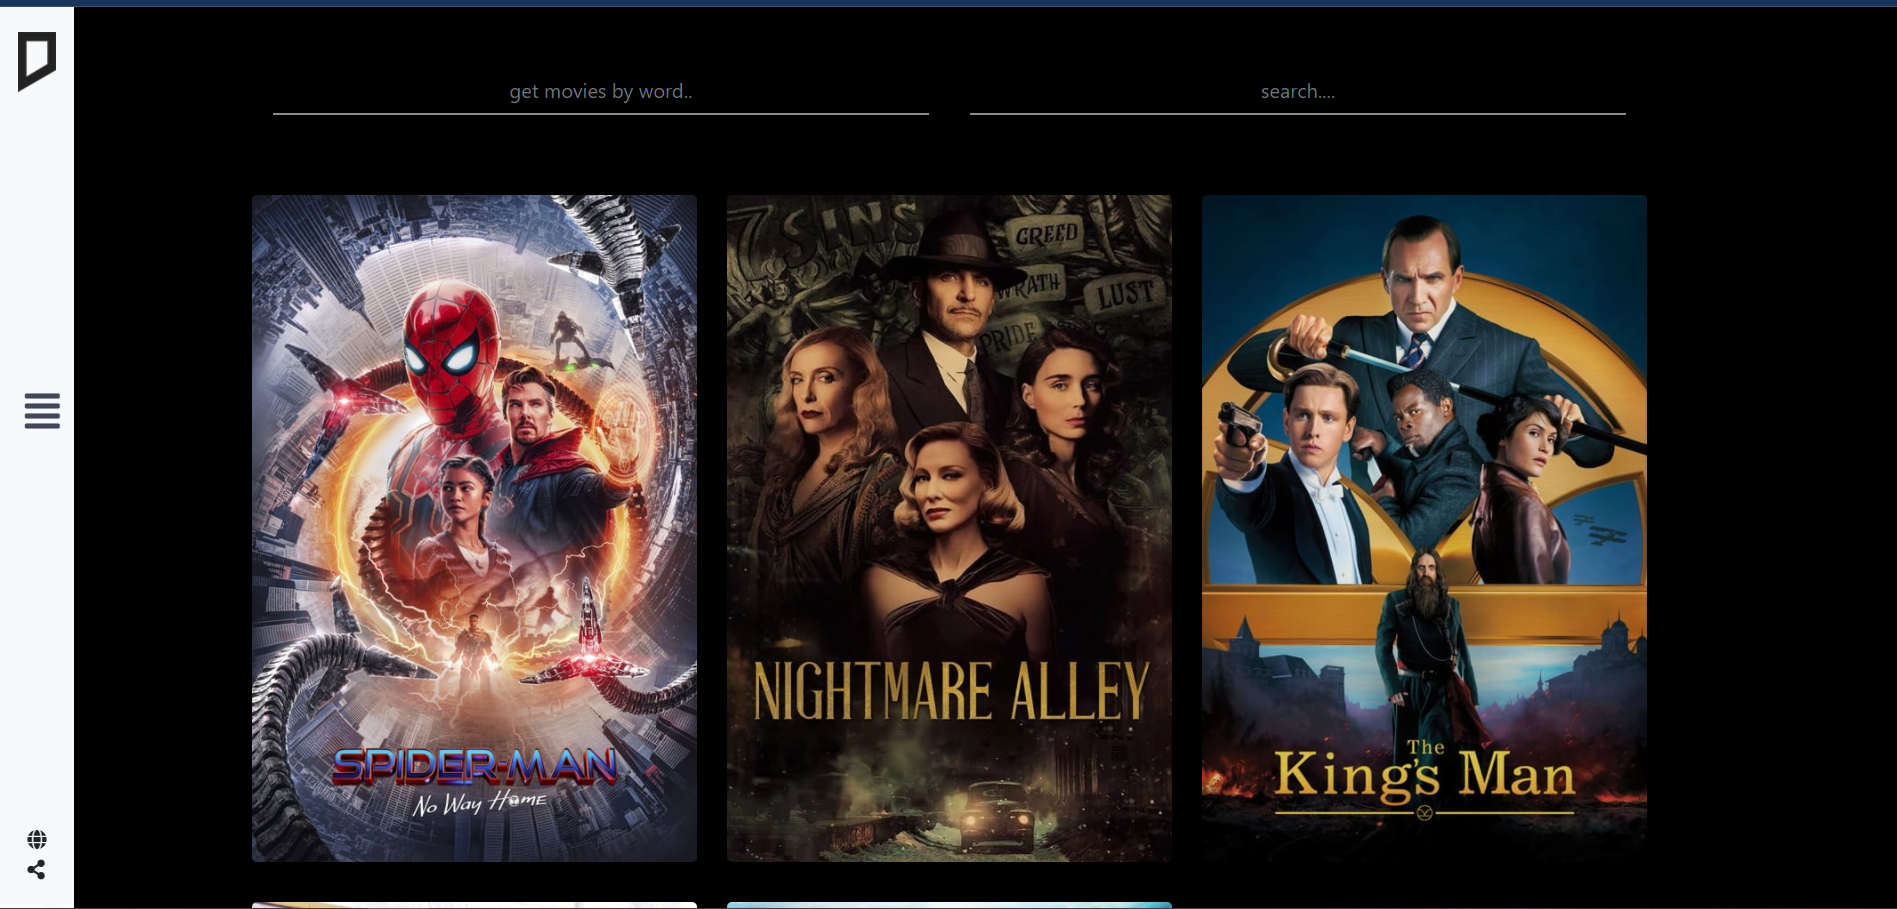 get movies by word..
search....
7 SINS
GREED
WRATH
LUST
PRIDE
SPIDER-MAN
No Way Home
NIGHTMARE ALLEY
The
King's Man